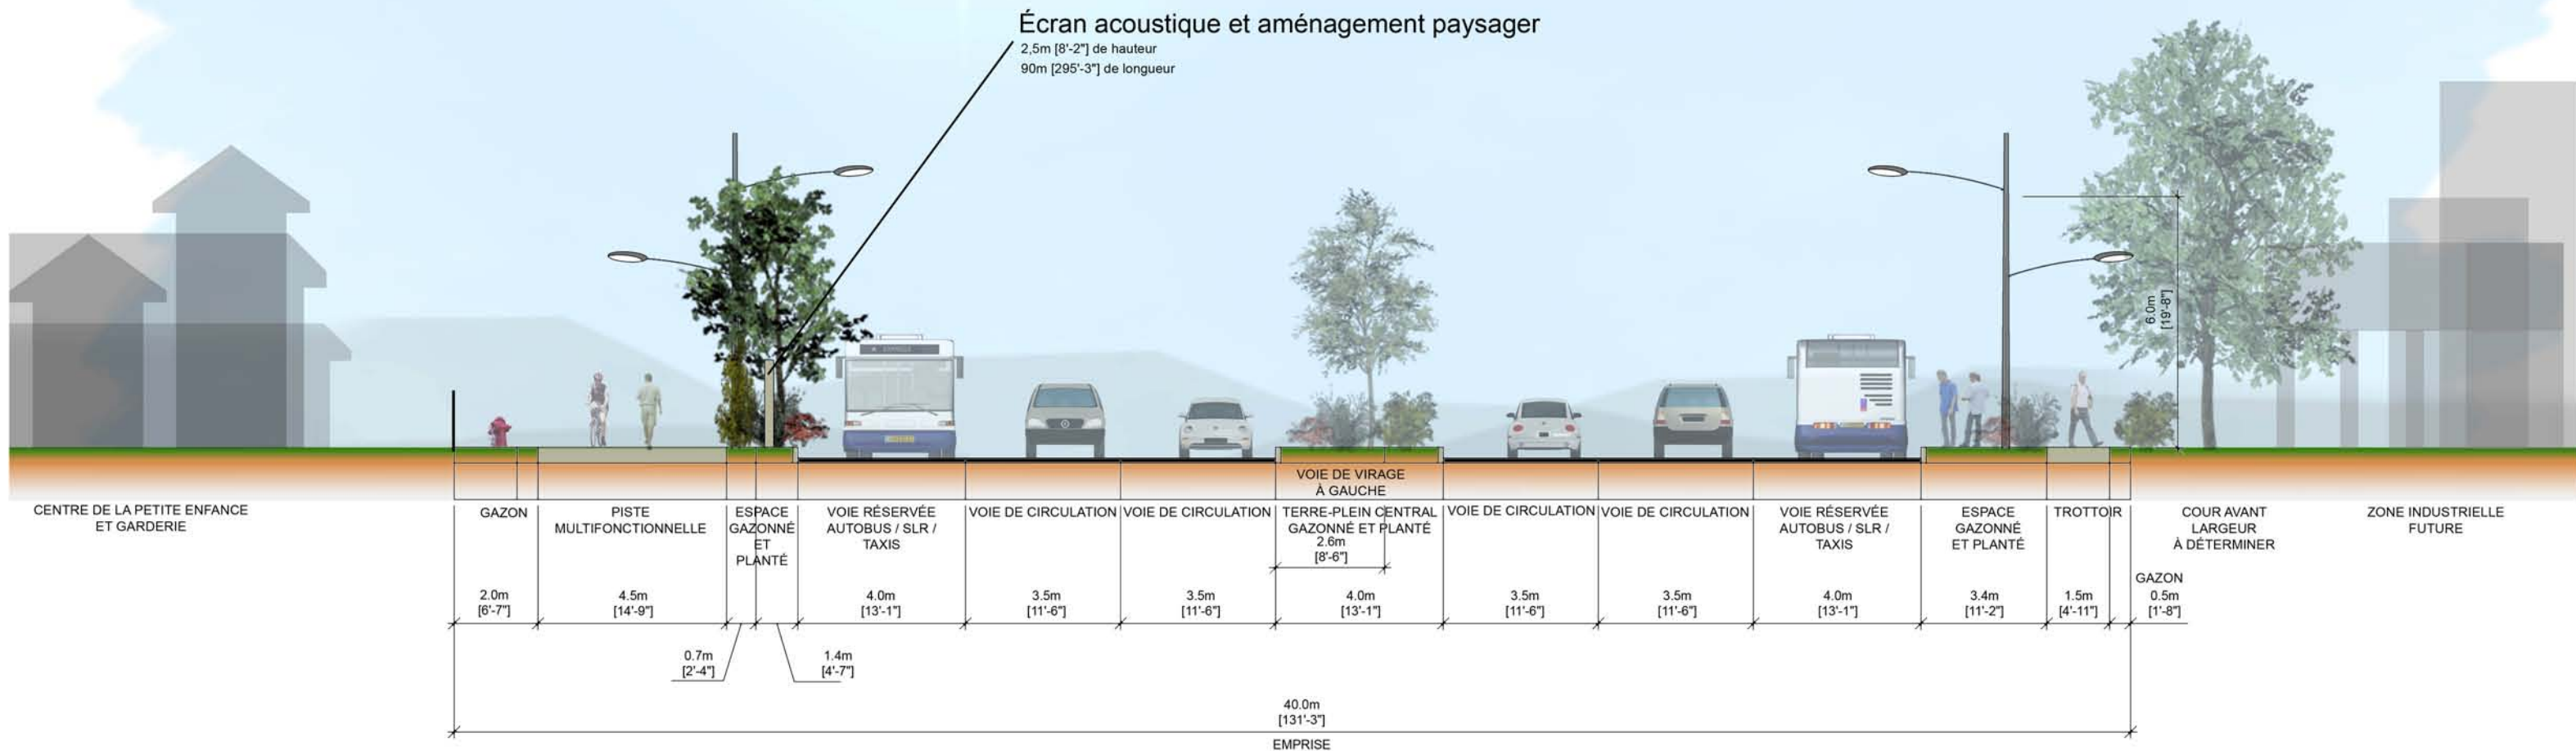 Écran acoustique et aménagement paysager
2,5m [8'-2"] de hauteur
90m [295'-3"] de longueur
6.0m
[19'-8"]
VOIE DE VIRAGE
À GAUCHE
CENTRE DE LA PETITE ENFANCE
ET GARDERIE
GAZON
PISTE
MULTIFONCTIONNELLE
ESPACE
GAZONNÉ
ET
PLANTÉ
VOIE RÉSERVÉE
AUTOBUS / SLR /
TAXIS
VOIE DE CIRCULATION
VOIE DE CIRCULATION
TERRE-PLEIN CENTRAL
GAZONNÉ ET PLANTÉ
2.6m
[8'-6"]
VOIE DE CIRCULATION
VOIE DE CIRCULATION
VOIE RÉSERVÉE
AUTOBUS / SLR /
TAXIS
ESPACE
GAZONNÉ
ET PLANTÉ
TROTTOIR
COUR AVANT
LARGEUR
À DÉTERMINER
ZONE INDUSTRIELLE
FUTURE
2.0m
[6'-7"]
4.5m
[14'-9"]
4.0m
[13'-1"]
3.5m
[11'-6"]
3.5m
[11'-6"]
4.0m
[13'-1"]
3.5m
[11'-6"]
3.5m
[11'-6"]
4.0m
[13'-1"]
3.4m
[11'-2"]
1.5m
[4'-11"]
GAZON
0.5m
[1'-8"]
0.7m
[2'-4"]
1.4m
[4'-7"]
40.0m
[131'-3"]
EMPRISE